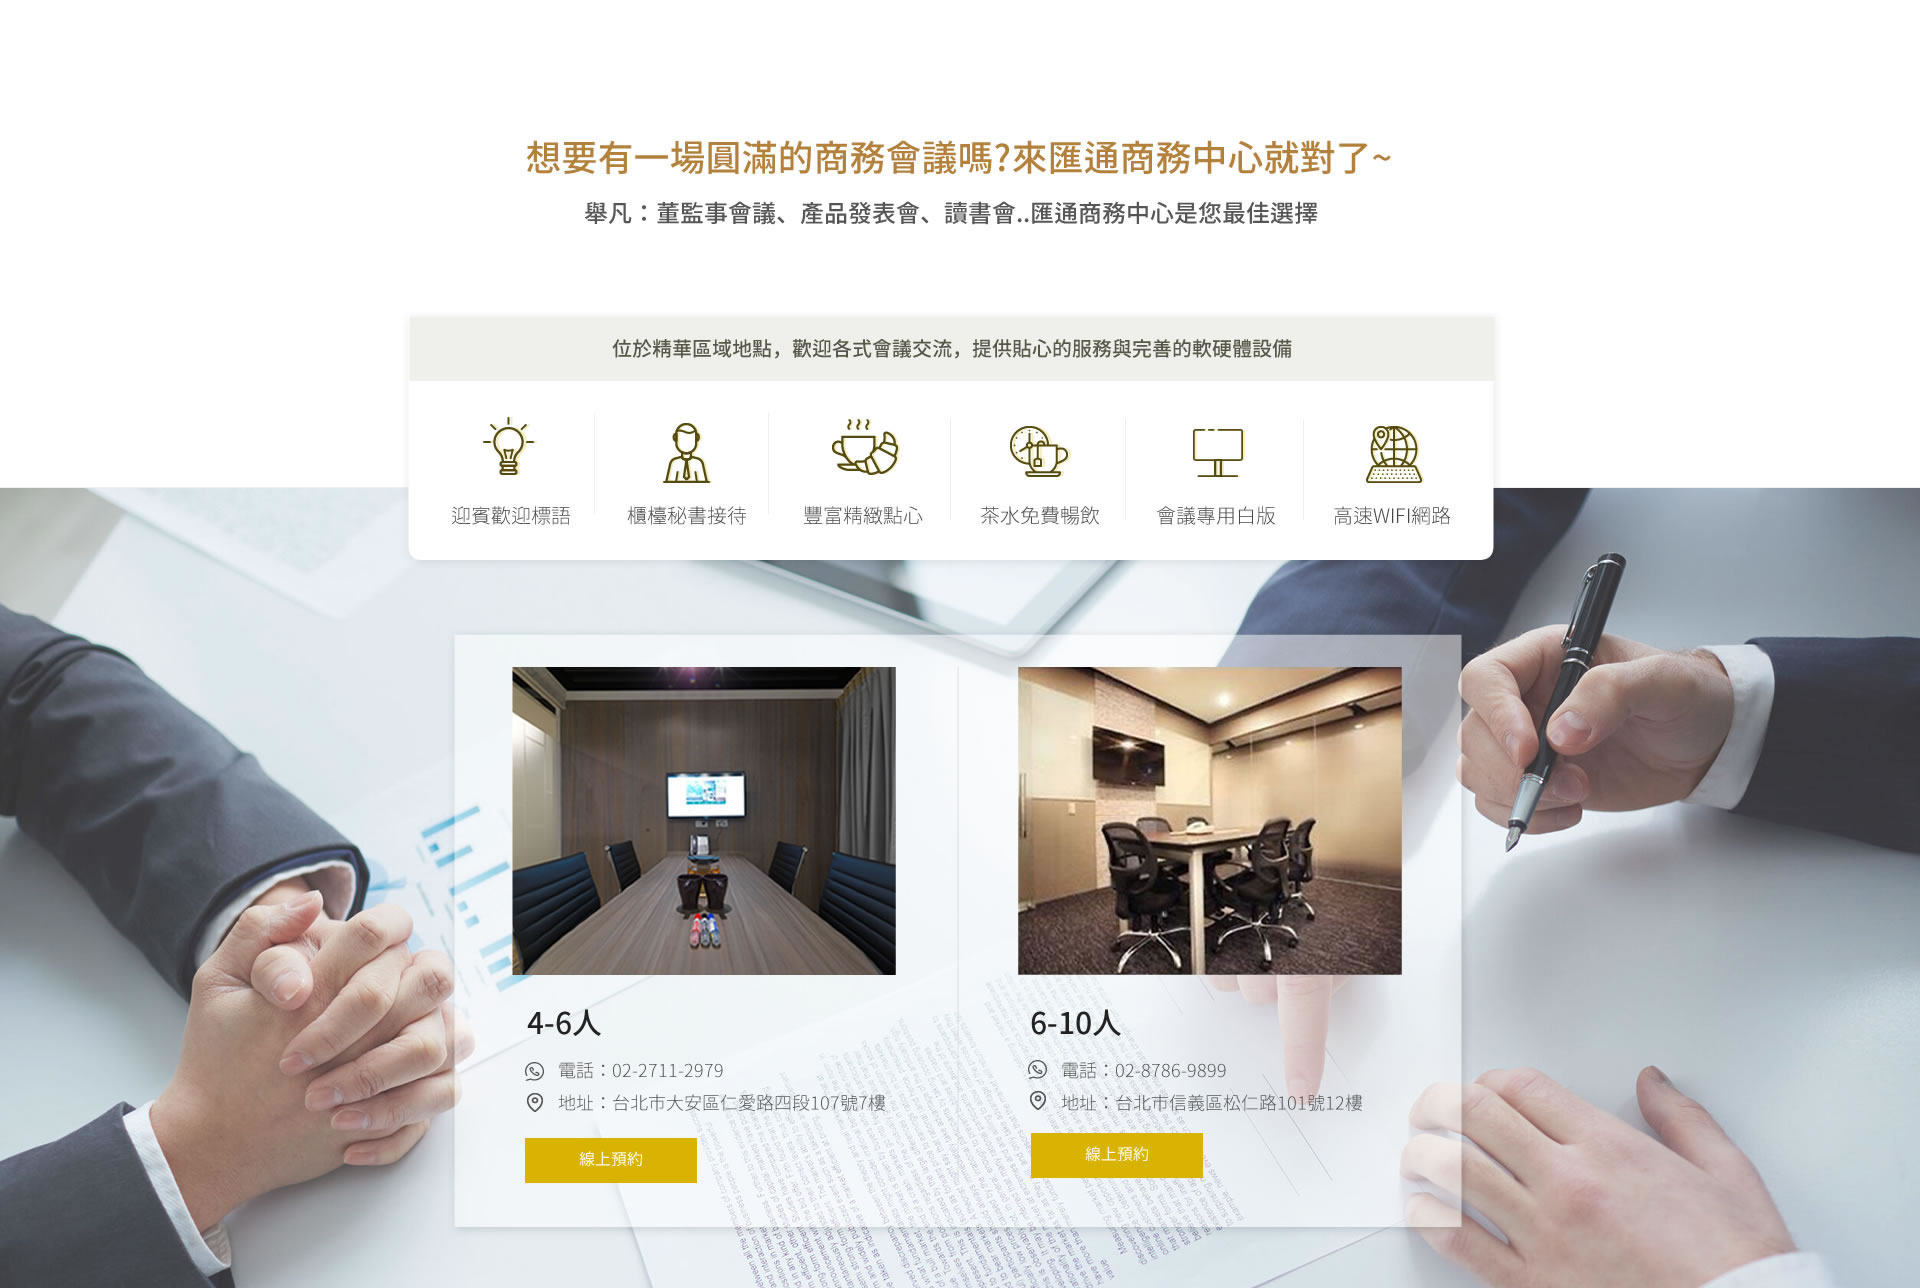 想要有一場圓滿的商務會議嗎?來匯通商務中心就對了~
舉凡：董監事會議、產品發表會、讀書會..匯通商務中心是您最佳選擇
位於精華區域地點，歡迎各式會議交流，提供貼心的服務與完善的軟硬體設備
迎賓歡迎標語
櫃檯秘書接待
豐富精緻點心
茶水免費暢飲
會議專用白版
高速WIFI網路
4-6人
電話：02-2711-2979
地址：台北市大安區仁愛路四段107號7樓
線上預約
6-10人
電話：02-8786-9899
地址：台北市信義區松仁路101號12樓
線上預約